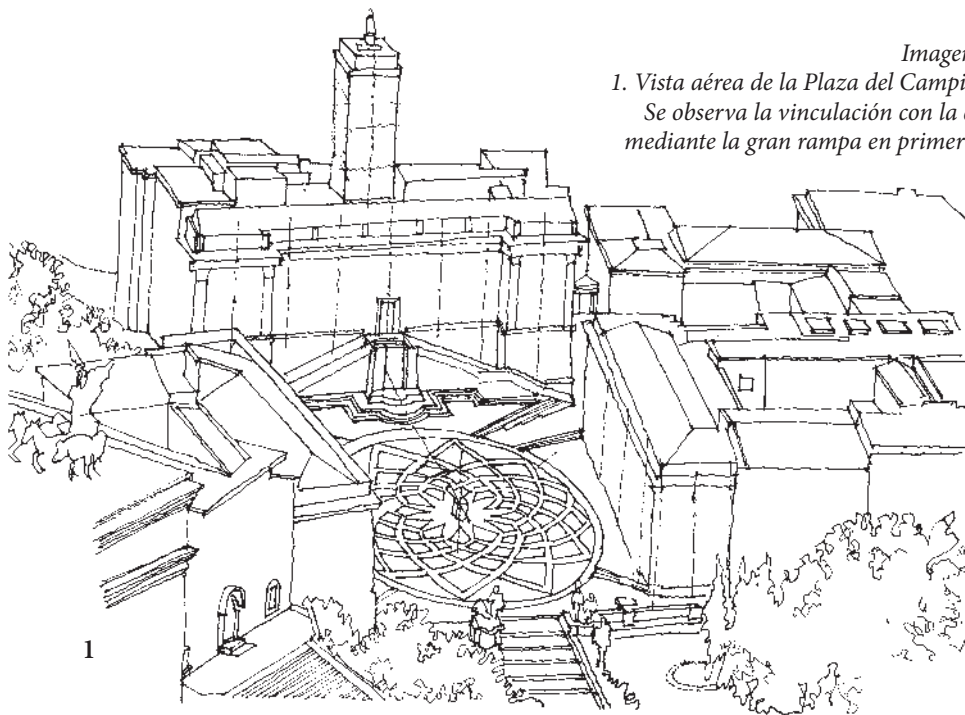 Imagen
1. Vista aérea de la Plaza del Campi
Se observa la vinculación con la
mediante la gran rampa en primer
1